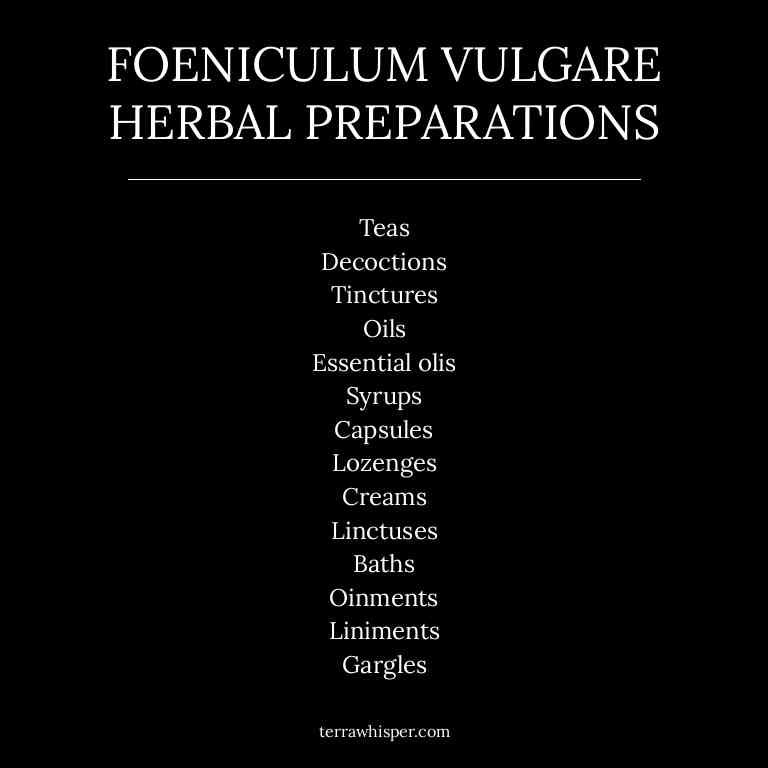 FOENICULUM VULGARE
HERBAL PREPARATIONS
Teas
Decoctions
Tinctures
Oils
Essential olis
Syrups
Capsules
Lozenges
Creams
Linctuses
Baths
Oinments
Liniments
Gargles
terrawhisper.com